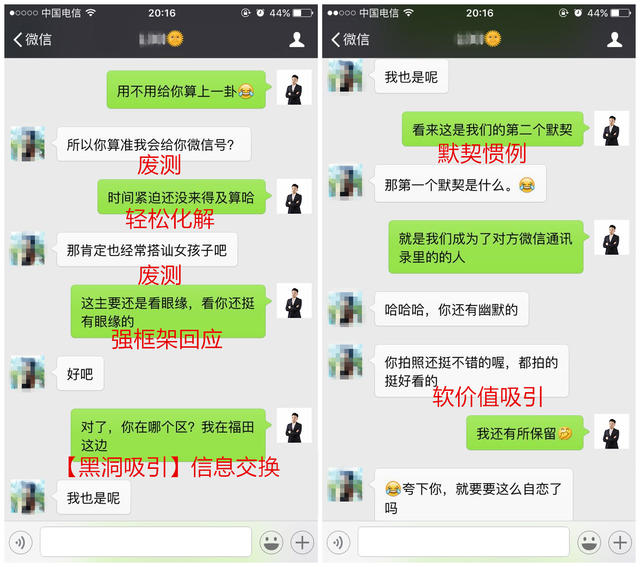 中国电信
20:16
44%
微信
用不用给你算上一卦😂
所以你算准我会给你微信号?
废测
时间紧迫还没来得及算哈
轻松化解
那肯定也经常搭讪女孩子吧
废测
这主要还是看眼缘，看你还挺
有眼缘的
强框架回应
好吧
对了，你在哪个区？我在福田
这边
【黑洞吸引】信息交换
我也是呢
中国电信
20:16
44%
微信
我也是呢
看来这是我们的第二个默契
默契惯例
那第一个默契是什么。😂
就是我们成为了对方微信通讯
录里的的人
哈哈哈，你还有幽默的
你拍照还挺不错的喔，都拍的
挺好看的
软价值吸引
我还有所保留🤣
😂夸下你，就要要这么自恋了
吗